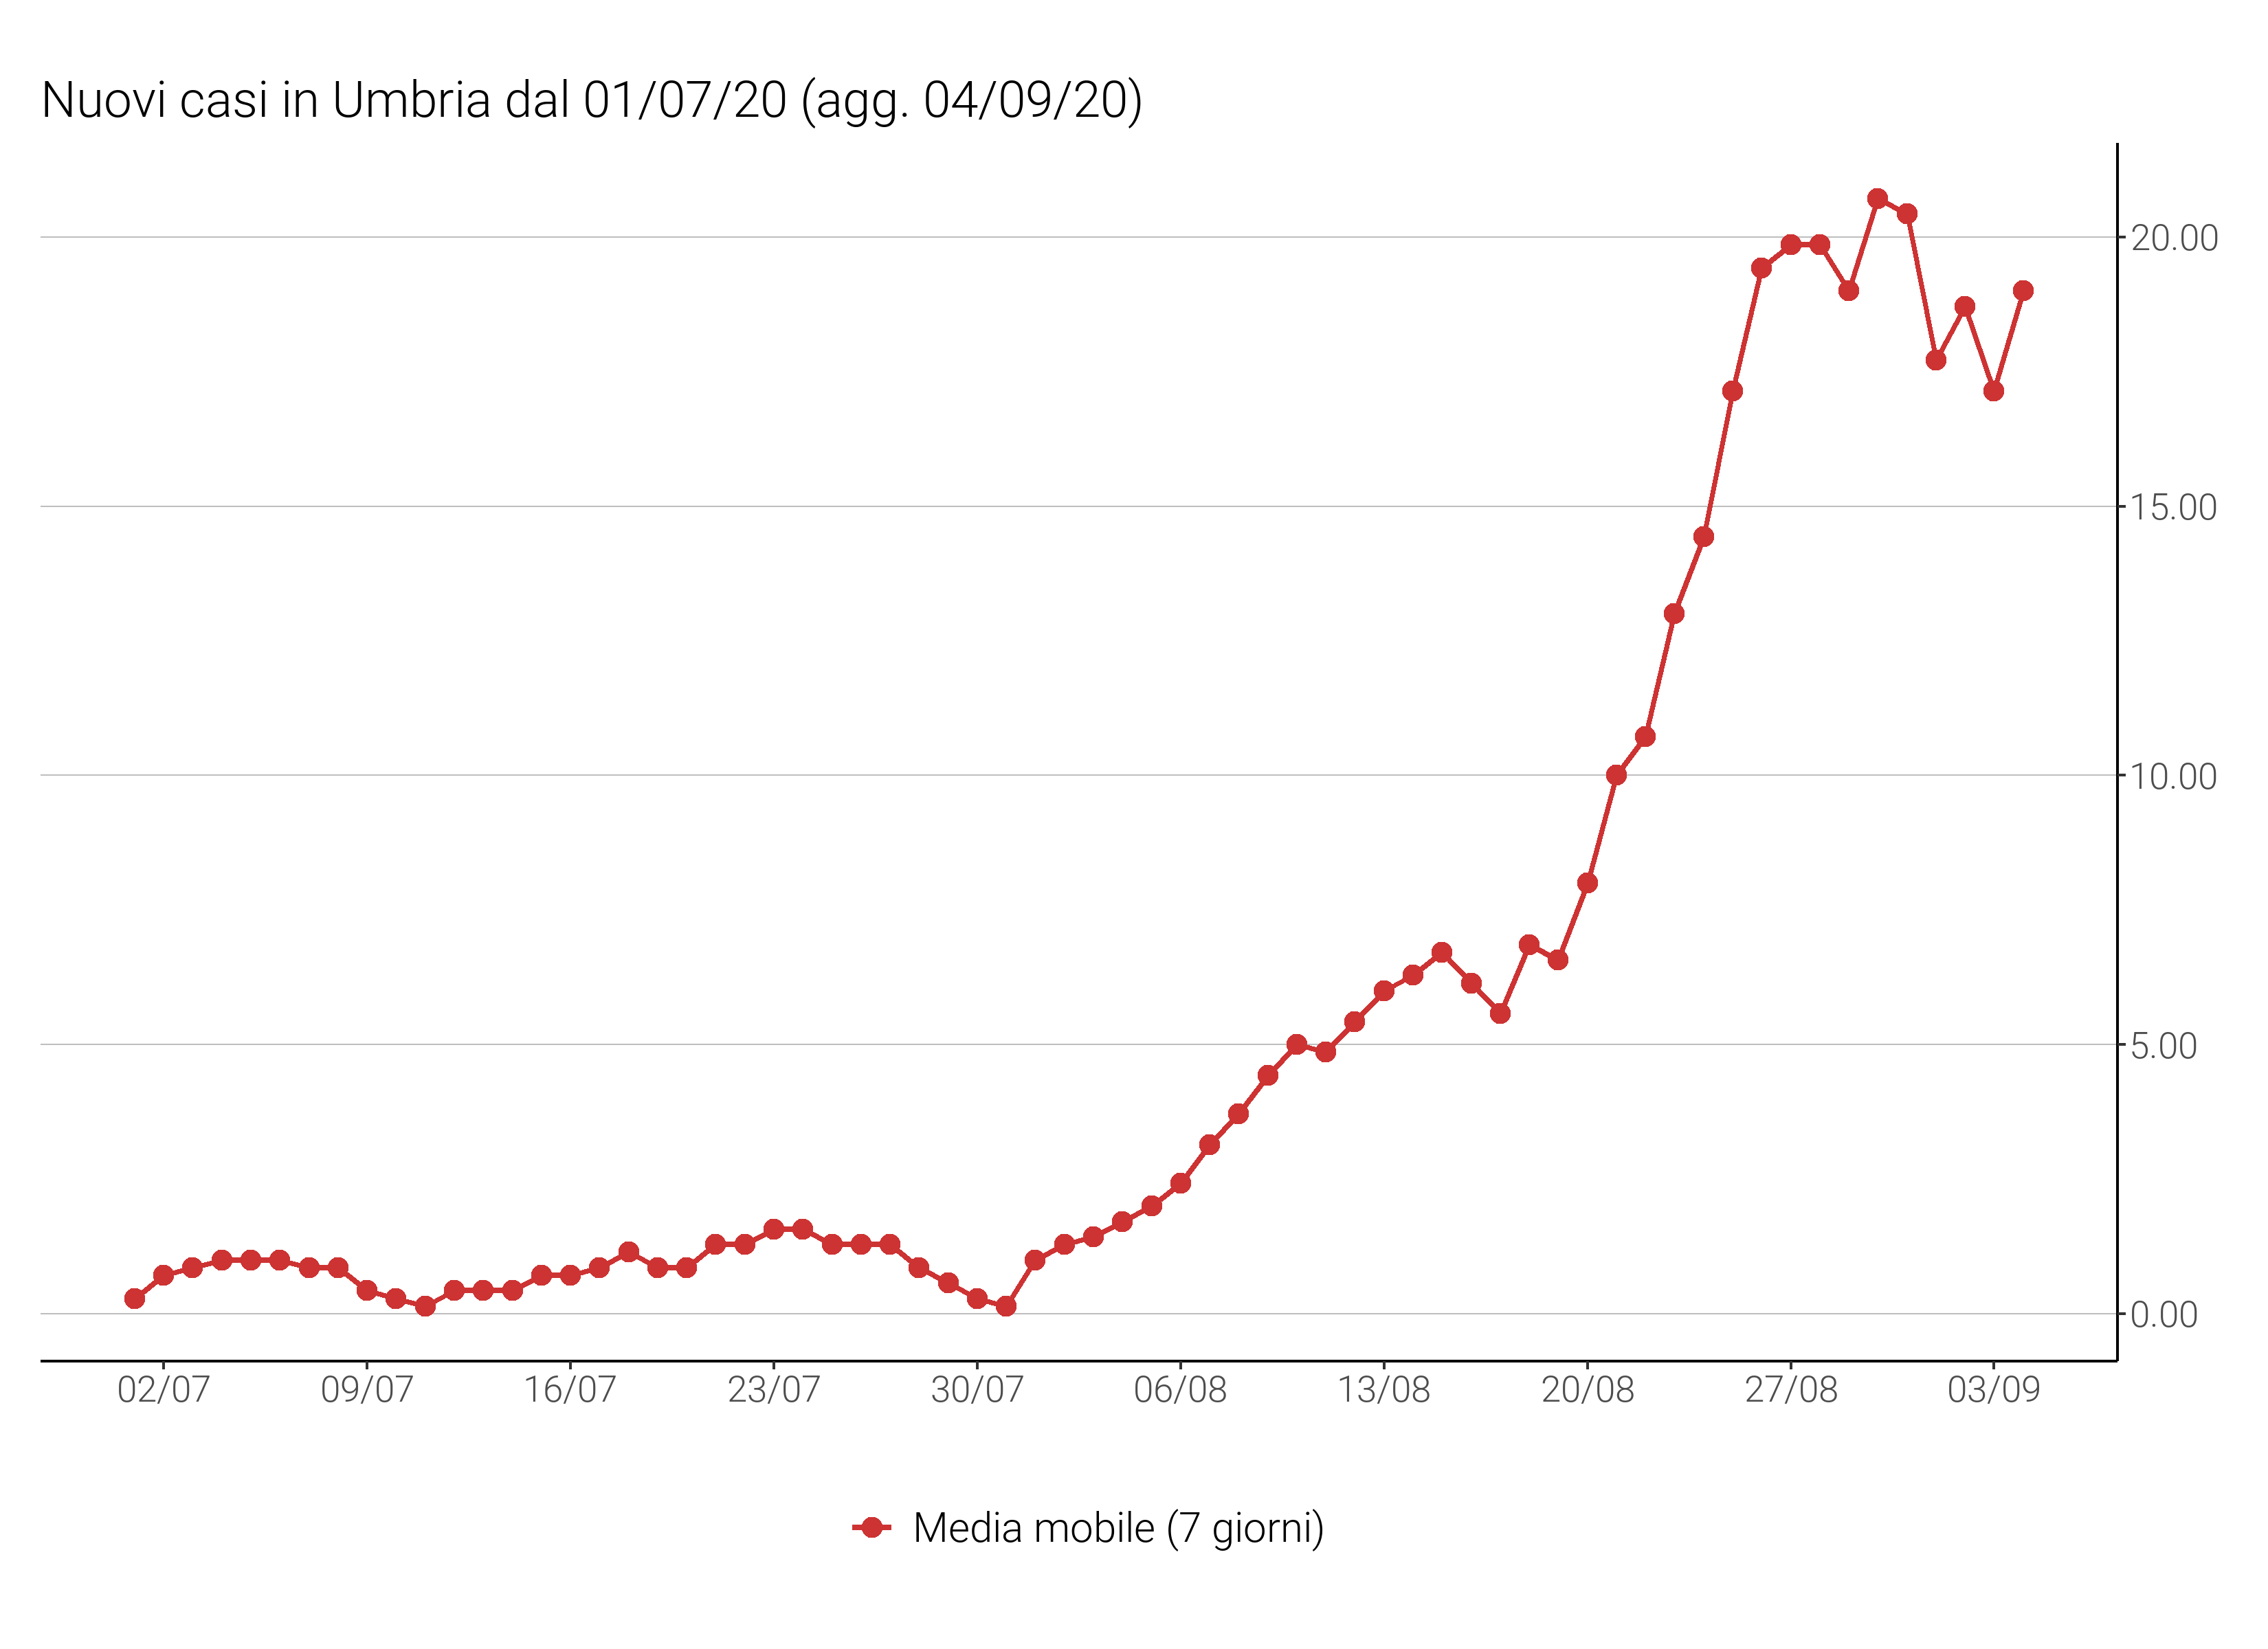 Nuovi casi in Umbria dal 01/07/20 (agg. 04/09/20)
20.00
15.00
10.00
5.00
0.00
02/07 09/07 16/07 23/07 30/07 06/08 13/08 20/08 27/08 03/09
Media mobile (7 giorni)